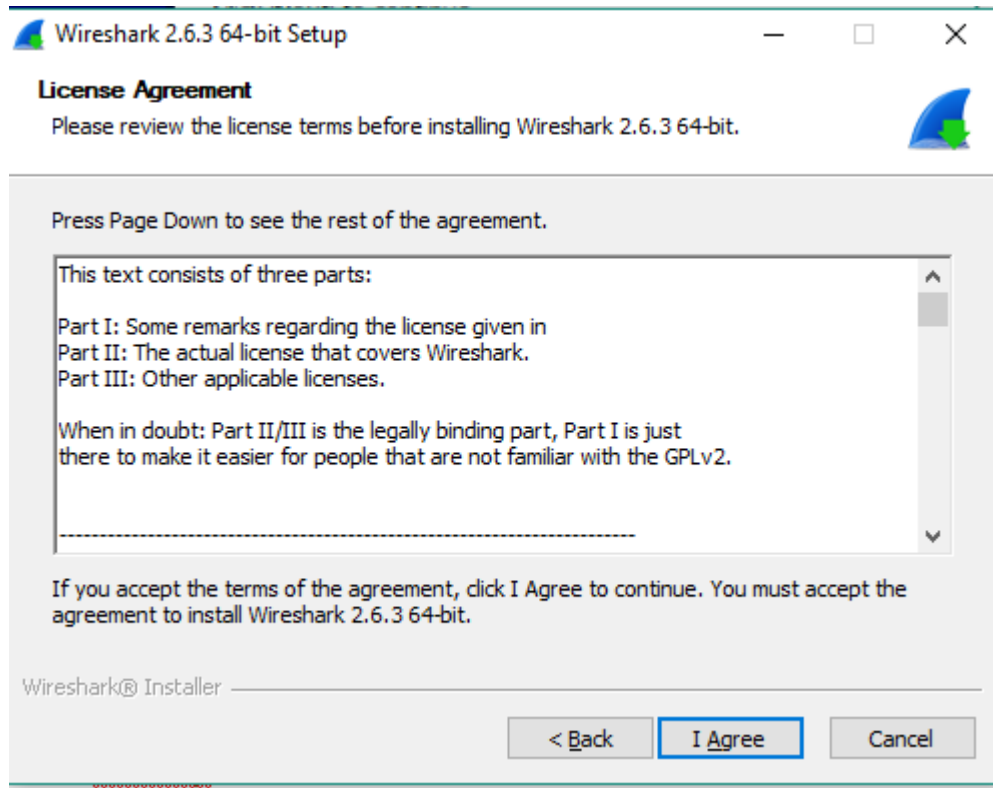 Wireshark 2.6.3 64-bit Setup
License Agreement
Please review the license terms before installing Wireshark 2.6.3 64-bit.
Press Page Down to see the rest of the agreement.
This text consists of three parts:
Part I: Some remarks regarding the license given in
Part II: The actual license that covers Wireshark.
Part III: Other applicable licenses.
When in doubt: Part II/III is the legally binding part, Part I is just
there to make it easier for people that are not familiar with the GPLv2.
------------------------------------------------------------------------
If you accept the terms of the agreement, click I Agree to continue. You must accept the
agreement to install Wireshark 2.6.3 64-bit.
Wireshark® Installer
< Back I Agree Cancel